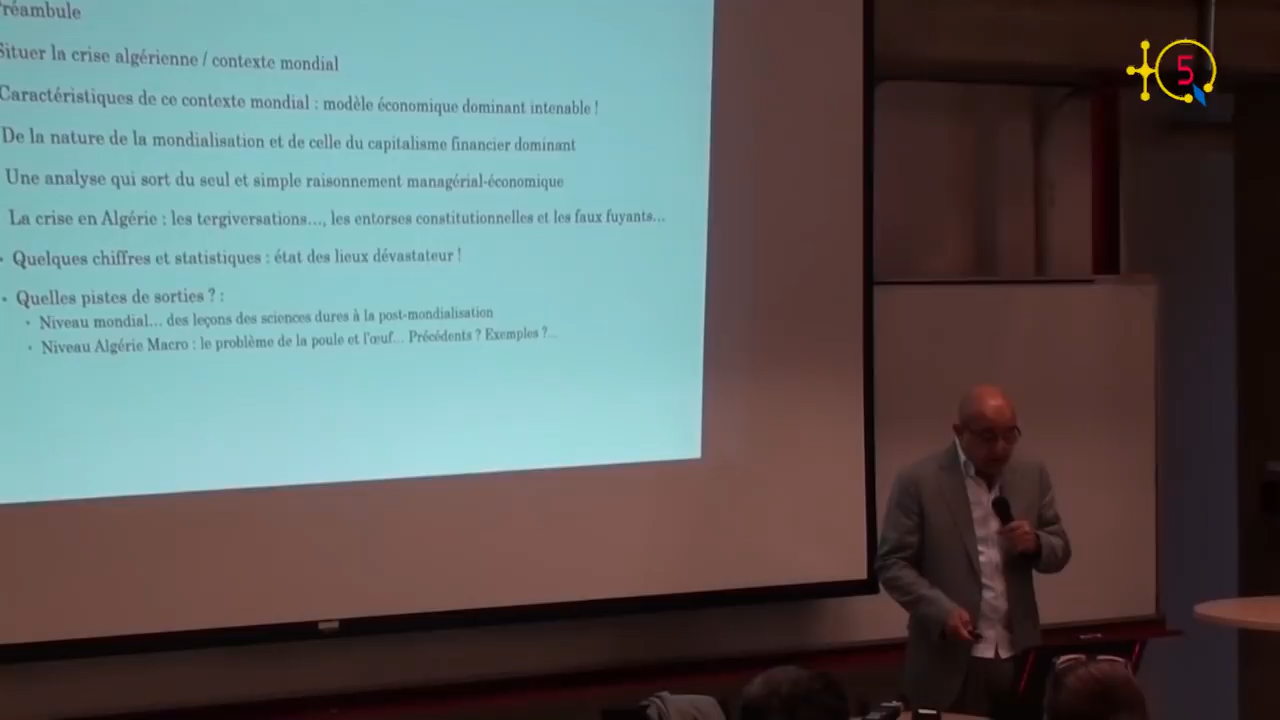 réambule
Situer la crise algérienne / contexte mondial
Caractéristiques de ce contexte mondial : modèle économique dominant intenable !
De la nature de la mondialisation et de celle du capitalisme financier dominant
Une analyse qui sort du seul et simple raisonnement managérial-économique
La crise en Algérie : les tergiversations..., les entorses constitutionnelles et les faux fuyants...
• Quelques chiffres et statistiques : état des lieux dévastateur !
• Quelles pistes de sorties ? :
• Niveau mondial... des leçons des sciences dures à la post-mondialisation
• Niveau Algérie Macro : le problème de la poule et l'œuf... Précédents ? Exemples ?...
5